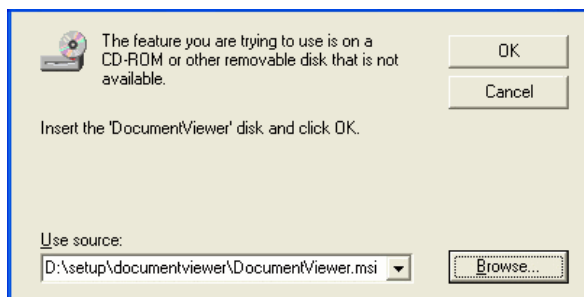 The feature you are trying to use is on a
CD-ROM or other removable disk that is not
available.
OK
Cancel
Insert the 'DocumentViewer' disk and click OK.
Use source:
D:\setup\documentviewer\DocumentViewer.msi
Browse...